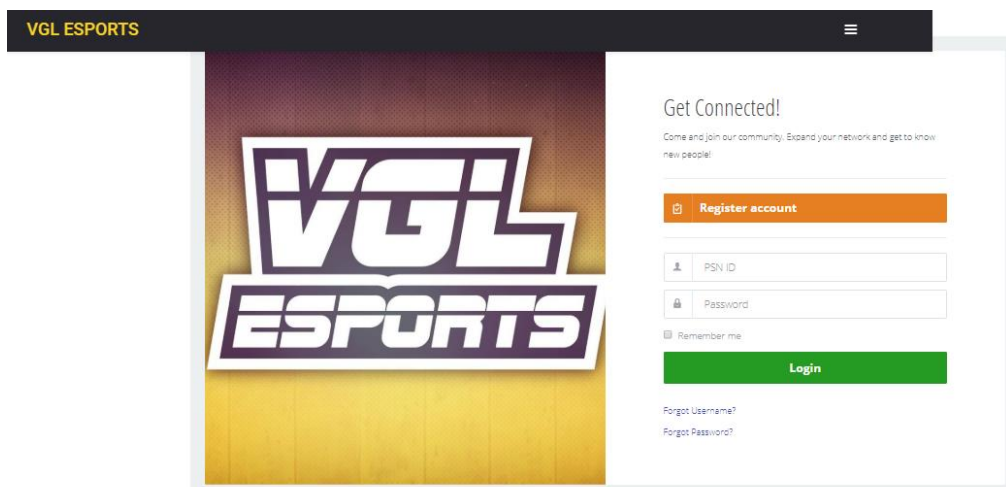 VGL ESPORTS
VGL
ESPORTS
Get Connected!
Come and join our community. Expand your network and get to know
new people!
Register account
PSN ID
Password
Remember me
Login
Forgot Username?
Forgot Password?